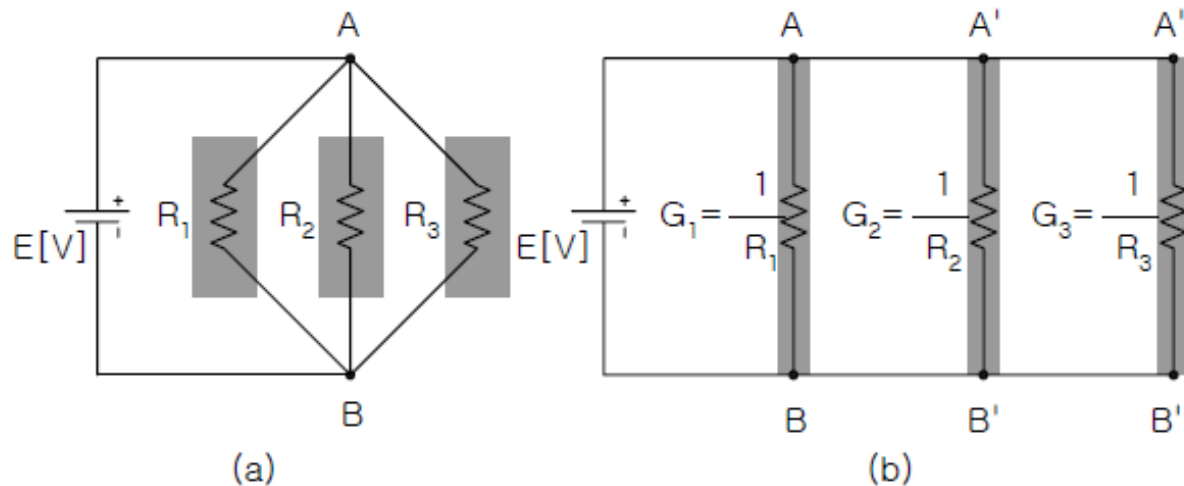 A
R1
R2
R3
E[V]
+
B
(a)
A
A'
A'
E[V]
+
G1=1/R1
G2=1/R2
G3=1/R3
B
B'
B'
(b)